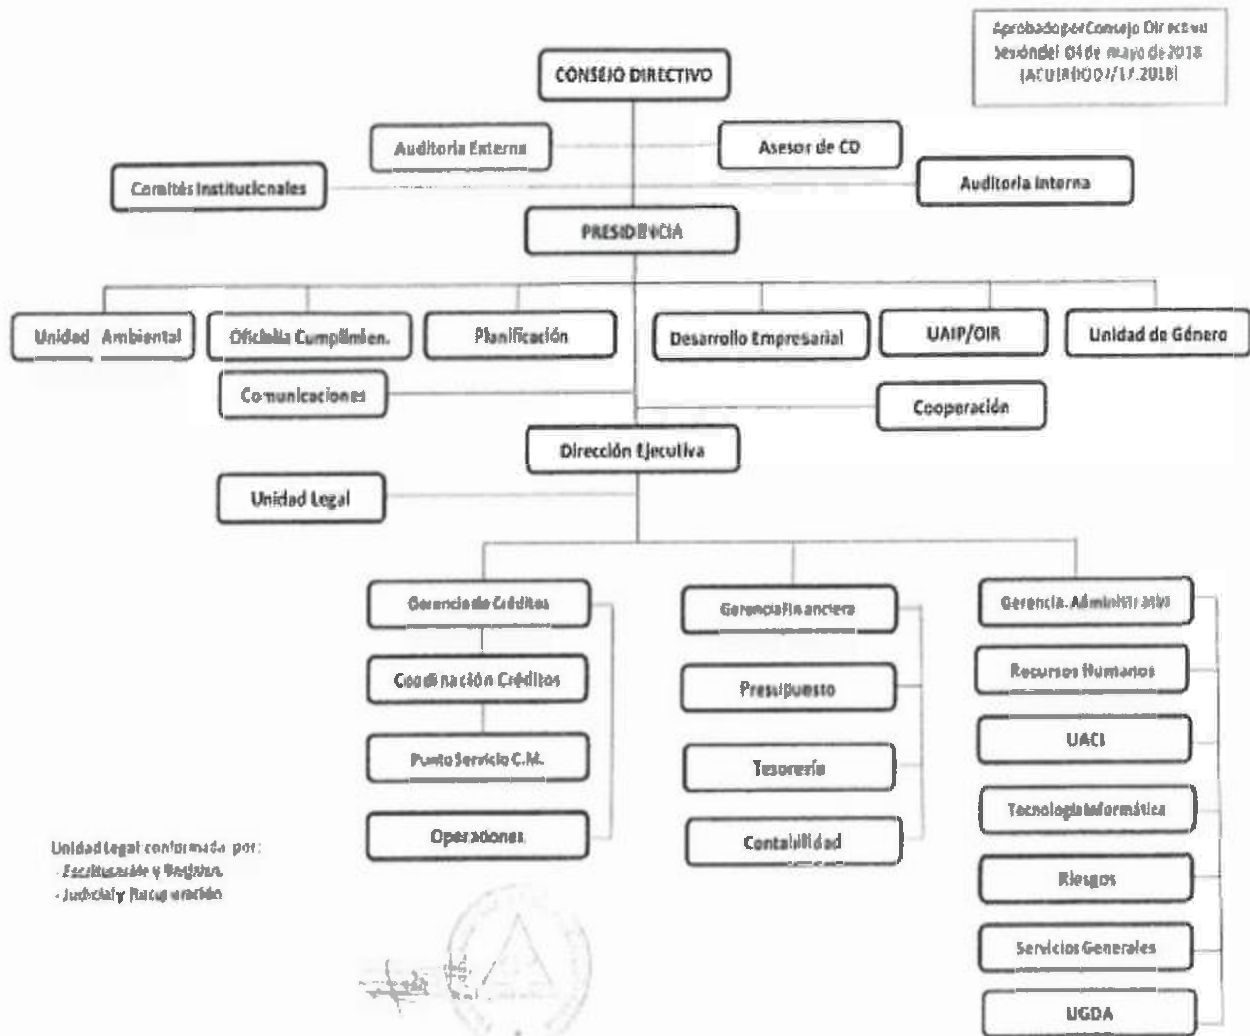 Aprobado por Consejo Directivo
Sesión del 04 de mayo de 2018
CONSEJO DIRECTIVO
Auditoria Externa
Asesor de CD
Comités Institucionales
Auditoria Interna
PRESIDENCIA
Unidad Ambiental
Oficialía Cumplimien.
Planificación
Desarrollo Empresarial
UAIP/OIR
Unidad de Género
Comunicaciones
Cooperación
Dirección Ejecutiva
Unidad Legal
Gerencia de Créditos
Gerencia Financiera
Gerencia. Administrativa
Coordinación Créditos
Presupuesto
Recursos Humanos
Punto Servicio C.M.
Tesorería
UACI
Operaciones
Contabilidad
Tecnología Informática
Riesgos
Servicios Generales
UGDA
Unidad Legal conformada por:
- Escrituración y Registro
- Judicial y Recuperación